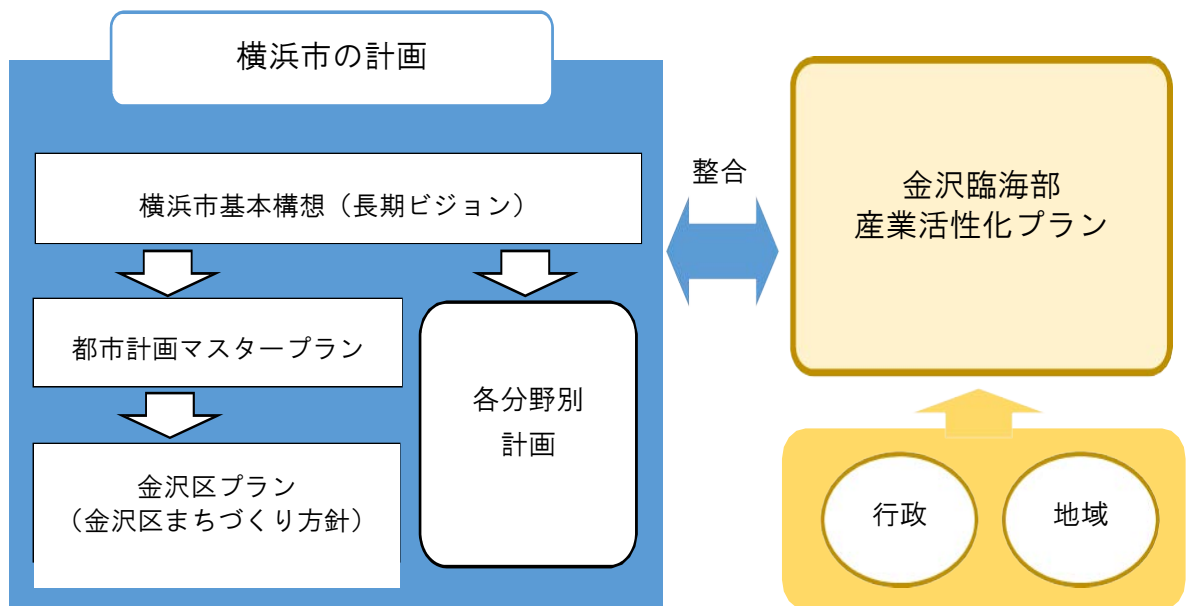 横浜市の計画
横浜市基本構想（長期ビジョン）
都市計画マスタープラン
金沢区プラン
（金沢区まちづくり方針）
各分野別
計画
整合
金沢臨海部
産業活性化プラン
行政
地域